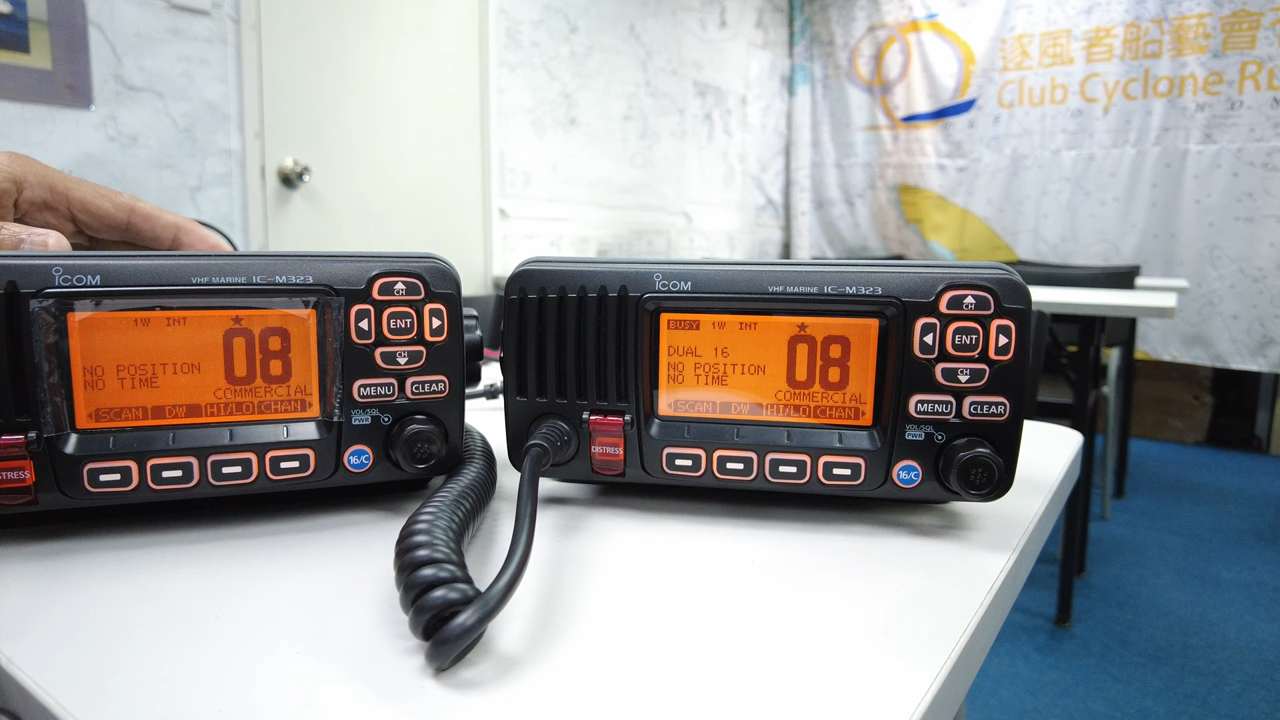 逐風者船藝會
Club Cyclone
ICOM
VHF MARINE IC-M323
1W INT
08
NO POSITION
NO TIME
COMMERCIAL
SCAN DW HI/LO CHAN
CH
ENT
CH
MENU CLEAR
VOL/SQL
PWR
16/C
STRESS
ICOM
VHF MARINE IC-M323
BUSY 1W INT
08
DUAL 16
NO POSITION
NO TIME
COMMERCIAL
SCAN DW HI/LO CHAN
CH
ENT
CH
MENU CLEAR
VOL/SQL
PWR
16/C
DISTRESS